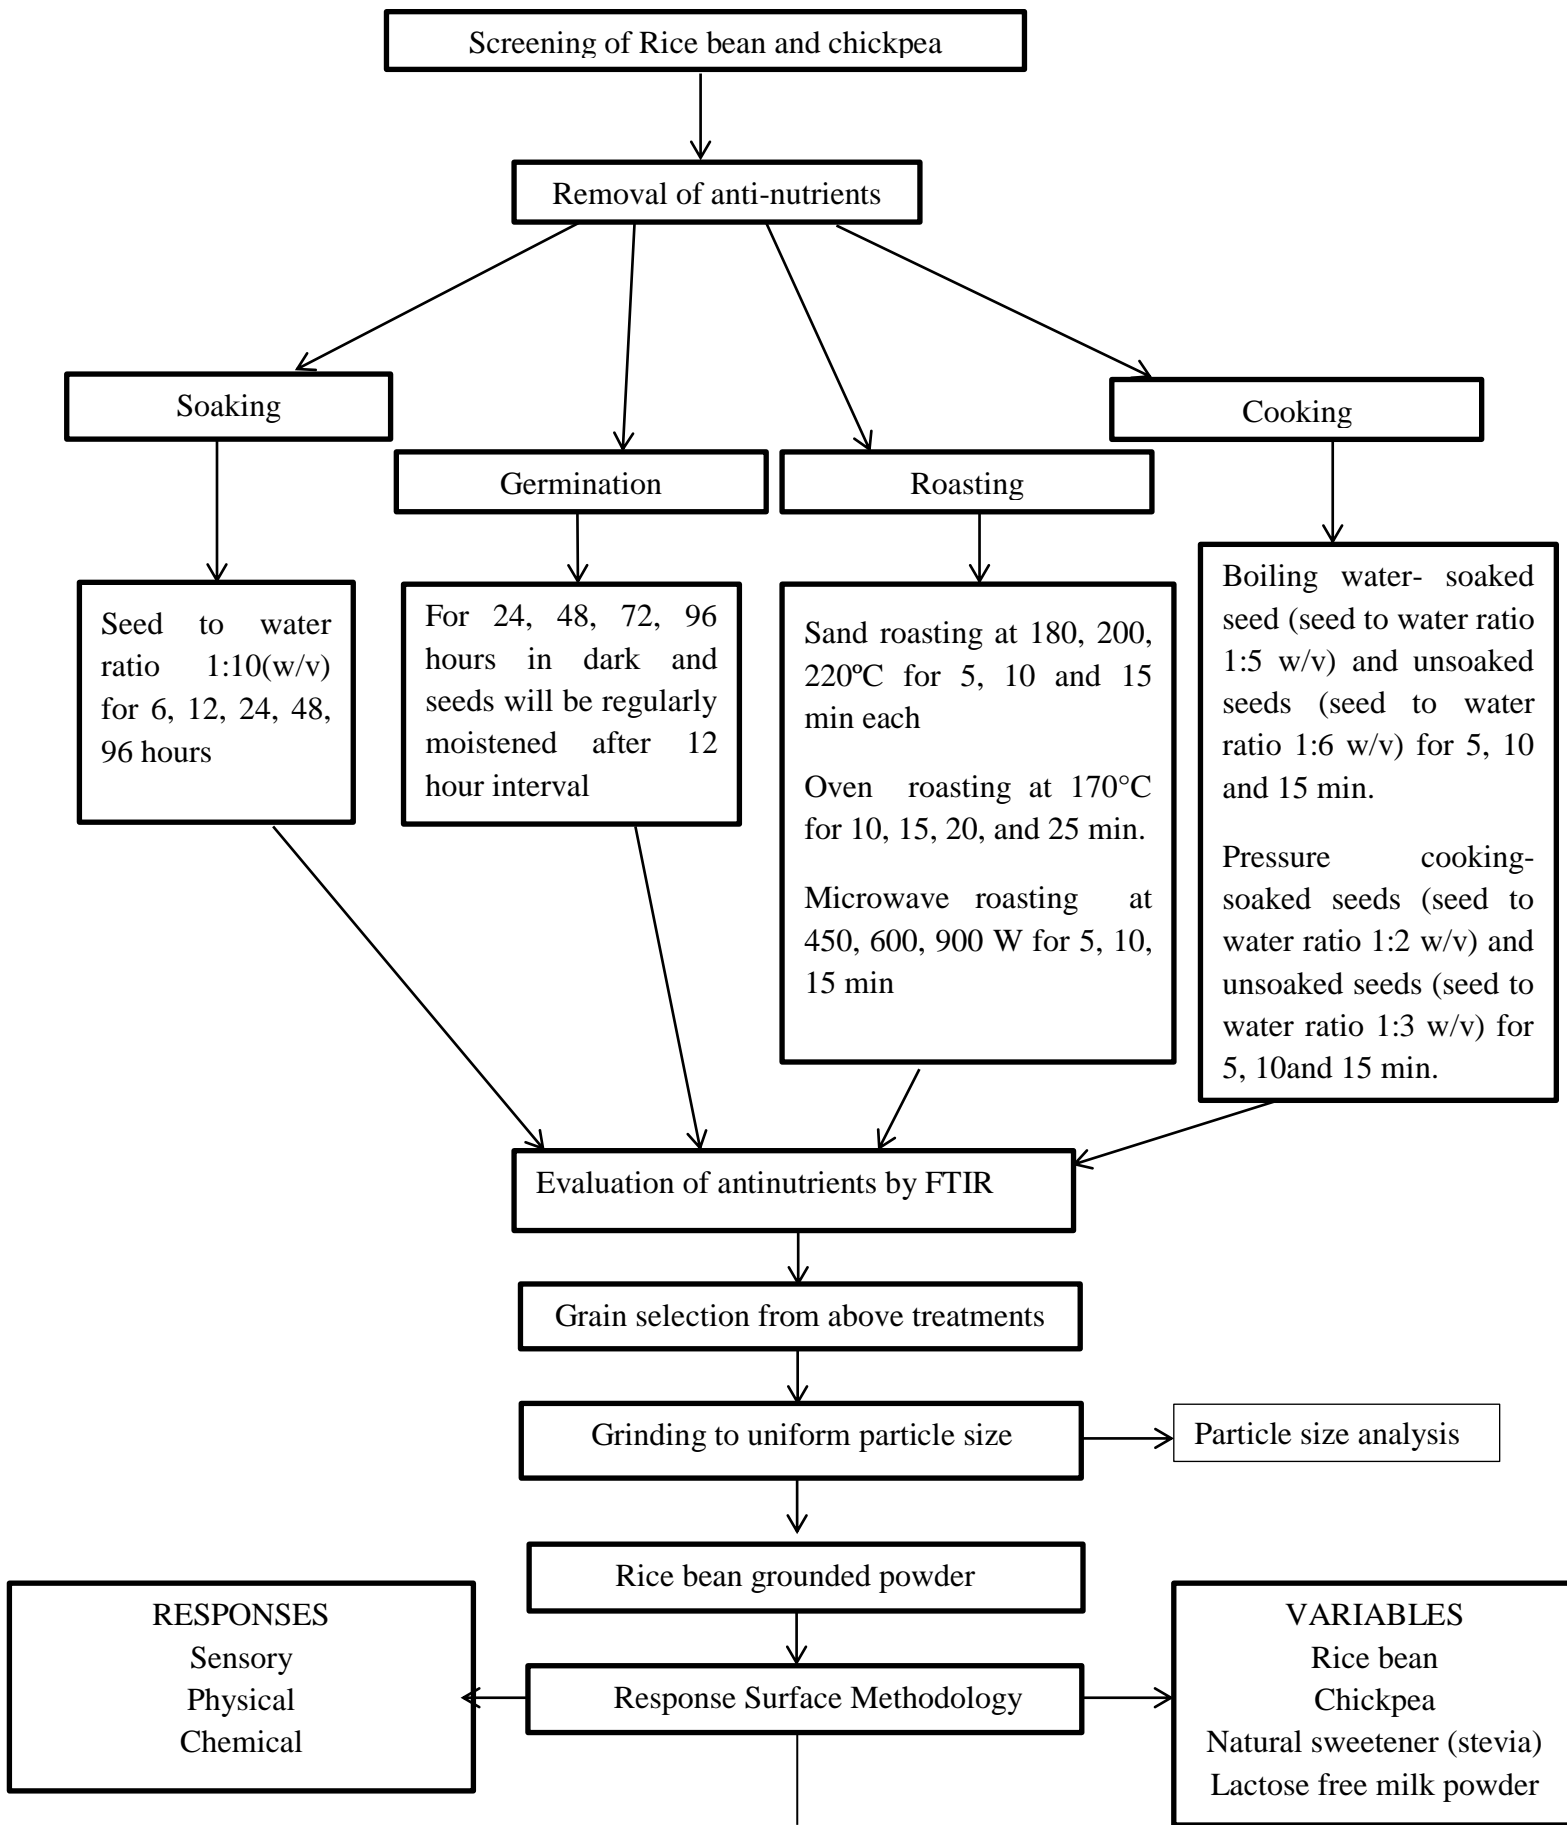 Screening of Rice bean and chickpea
Removal of anti-nutrients
Soaking
Cooking
Germination
Roasting
Seed to water
ratio 1:10(w/v)
for 6, 12, 24, 48,
96 hours
For 24, 48, 72, 96
hours in dark and
seeds will be regularly
moistened after 12
hour interval
Sand roasting at 180, 200,
220ºC for 5, 10 and 15
min each
Oven roasting at 170°C
for 10, 15, 20, and 25 min.
Microwave roasting at
450, 600, 900 W for 5, 10,
15 min
Boiling water- soaked
seed (seed to water ratio
1:5 w/v) and unsoaked
seeds (seed to water
ratio 1:6 w/v) for 5, 10
and 15 min.
Pressure cooking-
soaked seeds (seed to
water ratio 1:2 w/v) and
unsoaked seeds (seed to
water ratio 1:3 w/v) for
5, 10and 15 min.
Evaluation of antinutrients by FTIR
Grain selection from above treatments
Grinding to uniform particle size
Particle size analysis
Rice bean grounded powder
RESPONSES
Sensory
Physical
Chemical
Response Surface Methodology
VARIABLES
Rice bean
Chickpea
Natural sweetener (stevia)
Lactose free milk powder